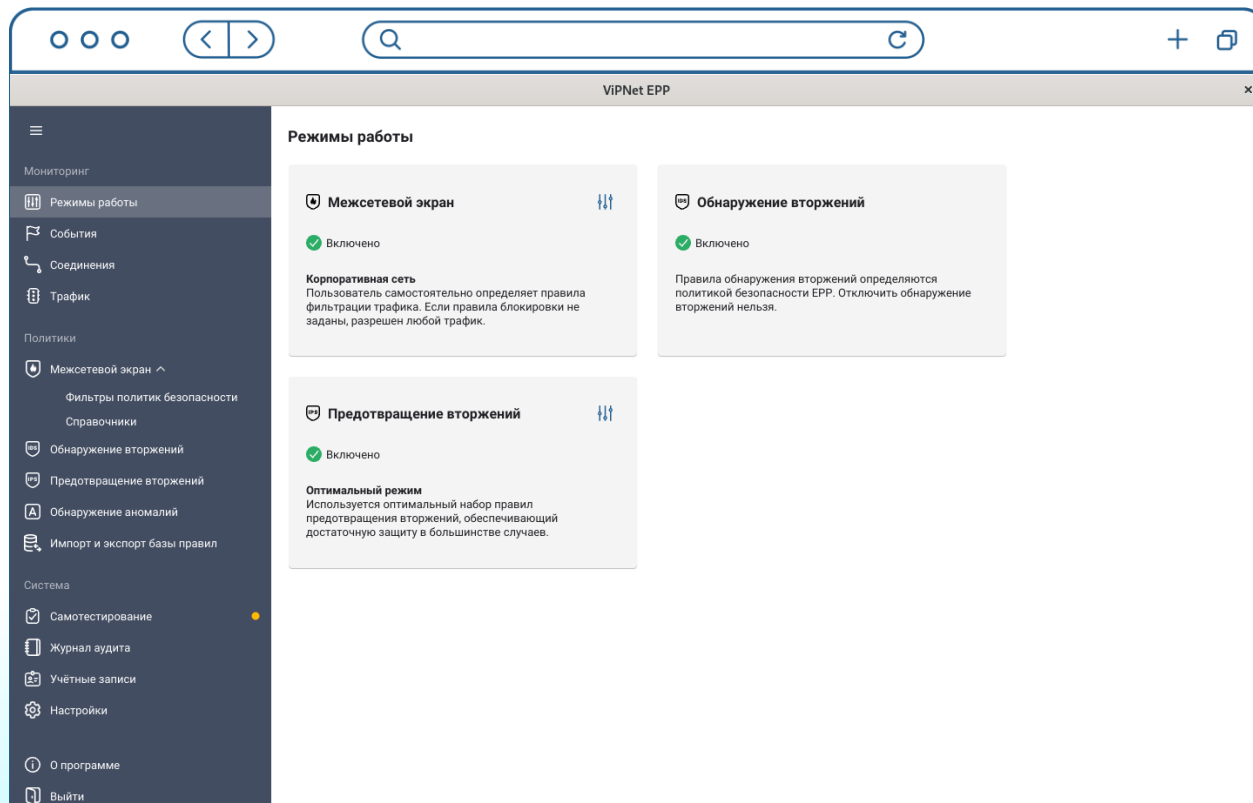 ViPNet EPP
Мониторинг
Режимы работы
События
Соединения
Трафик
Политики
Межсетевой экран
Фильтры политик безопасности
Справочники
IDS Обнаружение вторжений
IPS Предотвращение вторжений
A Обнаружение аномалий
Импорт и экспорт базы правил
Система
Самотестирование
Журнал аудита
Учётные записи
Настройки
О программе
Выйти
Режимы работы
Межсетевой экран
Включено
Корпоративная сеть
Пользователь самостоятельно определяет правила
фильтрации трафика. Если правила блокировки не
заданы, разрешен любой трафик.
IDS Обнаружение вторжений
Включено
Правила обнаружения вторжений определяются
политикой безопасности EPP. Отключить обнаружение
вторжений нельзя.
IPS Предотвращение вторжений
Включено
Оптимальный режим
Используется оптимальный набор правил
предотвращения вторжений, обеспечивающий
достаточную защиту в большинстве случаев.